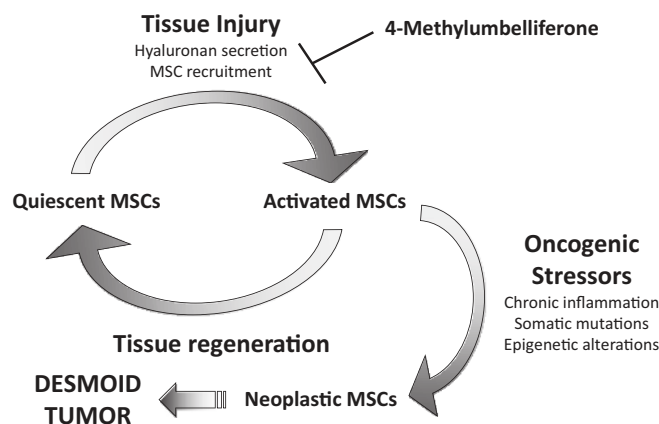 Tissue Injury
Hyaluronan secretion
MSC recruitment
4-Methylumbelliferone
Quiescent MSCs
Activated MSCs
Oncogenic
Stressors
Chronic inflammation
Somatic mutations
Epigenetic alterations
Tissue regeneration
DESMOID
TUMOR
Neoplastic MSCs